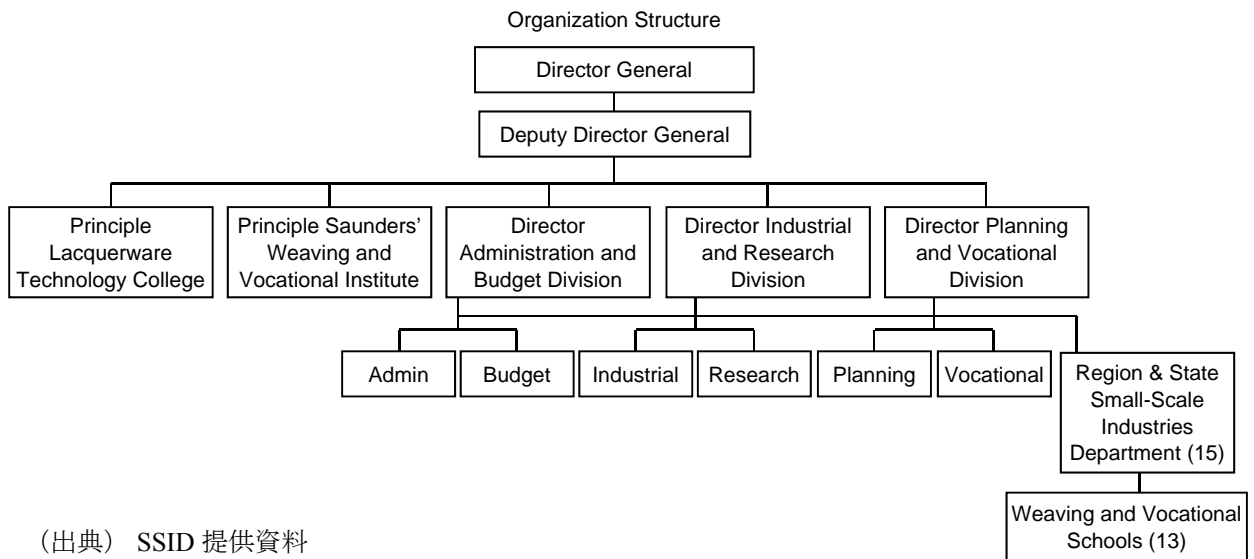 Organization Structure
Director General
Deputy Director General
Principle
Lacquerware
Technology College
Principle Saunders’
Weaving and
Vocational Institute
Director
Administration and
Budget Division
Director Industrial
and Research
Division
Director Planning
and Vocational
Division
Admin
Budget
Industrial
Research
Planning
Vocational
Region & State
Small-Scale
Industries
Department (15)
Weaving and Vocational
Schools (13)
（出典） SSID 提供資料